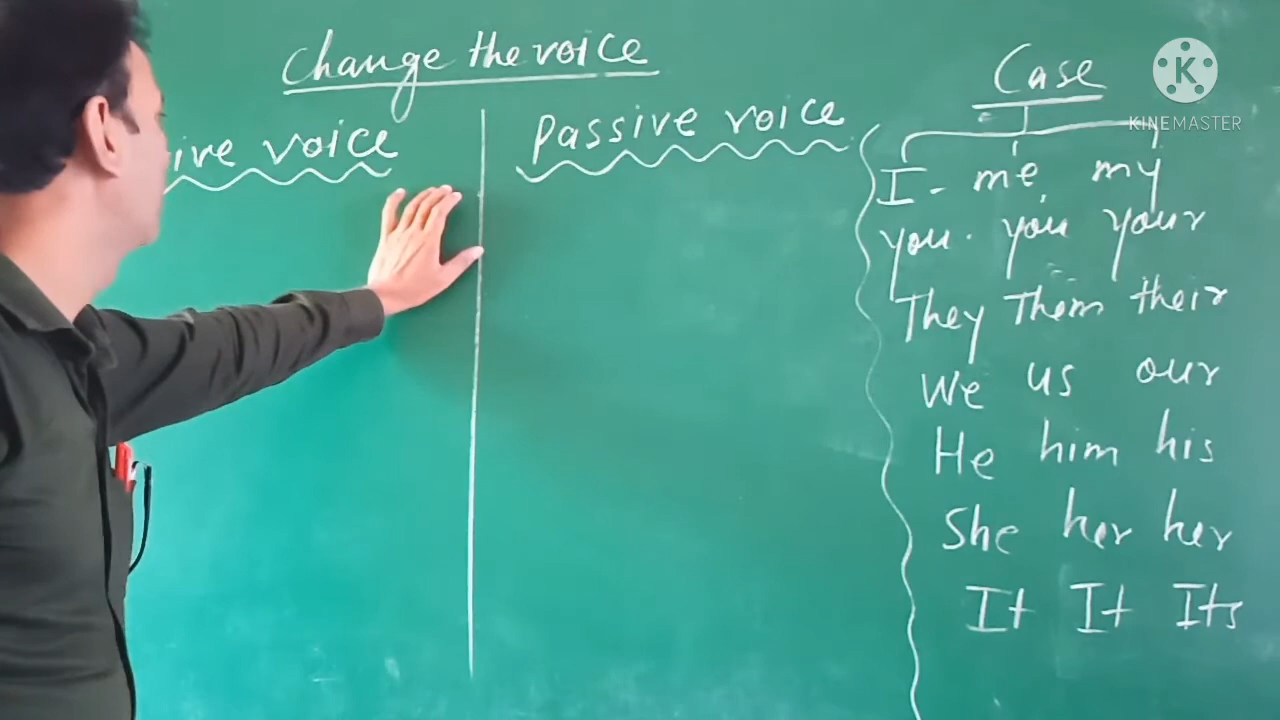 Change the voice
ive voice
Passive voice
Case
I - me my
you. you your
They Them their
We us our
He him his
She her her
It It Its
K
KINEMASTER